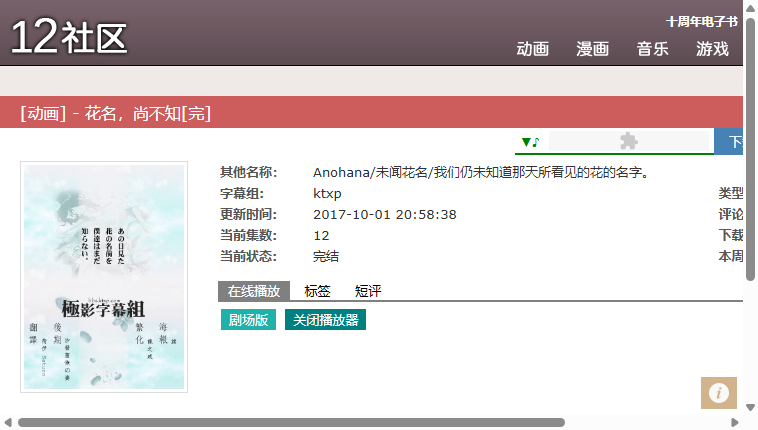 12社区
十周年电子书
动画 漫画 音乐 游戏
[动画] - 花名，尚不知[完]
▼♪
其他名称: Anohana/未闻花名/我们仍未知道那天所看见的花的名字。
字幕组: ktxp 类型
更新时间: 2017-10-01 20:58:38 评论
当前集数: 12 下载
当前状态: 完结 本周
在线播放 标签 短评
剧场版 关闭播放器
あの日見た
花の名前を
僕達はまだ
知らない。
極影字幕組
翻譯 後期 繁化 海報